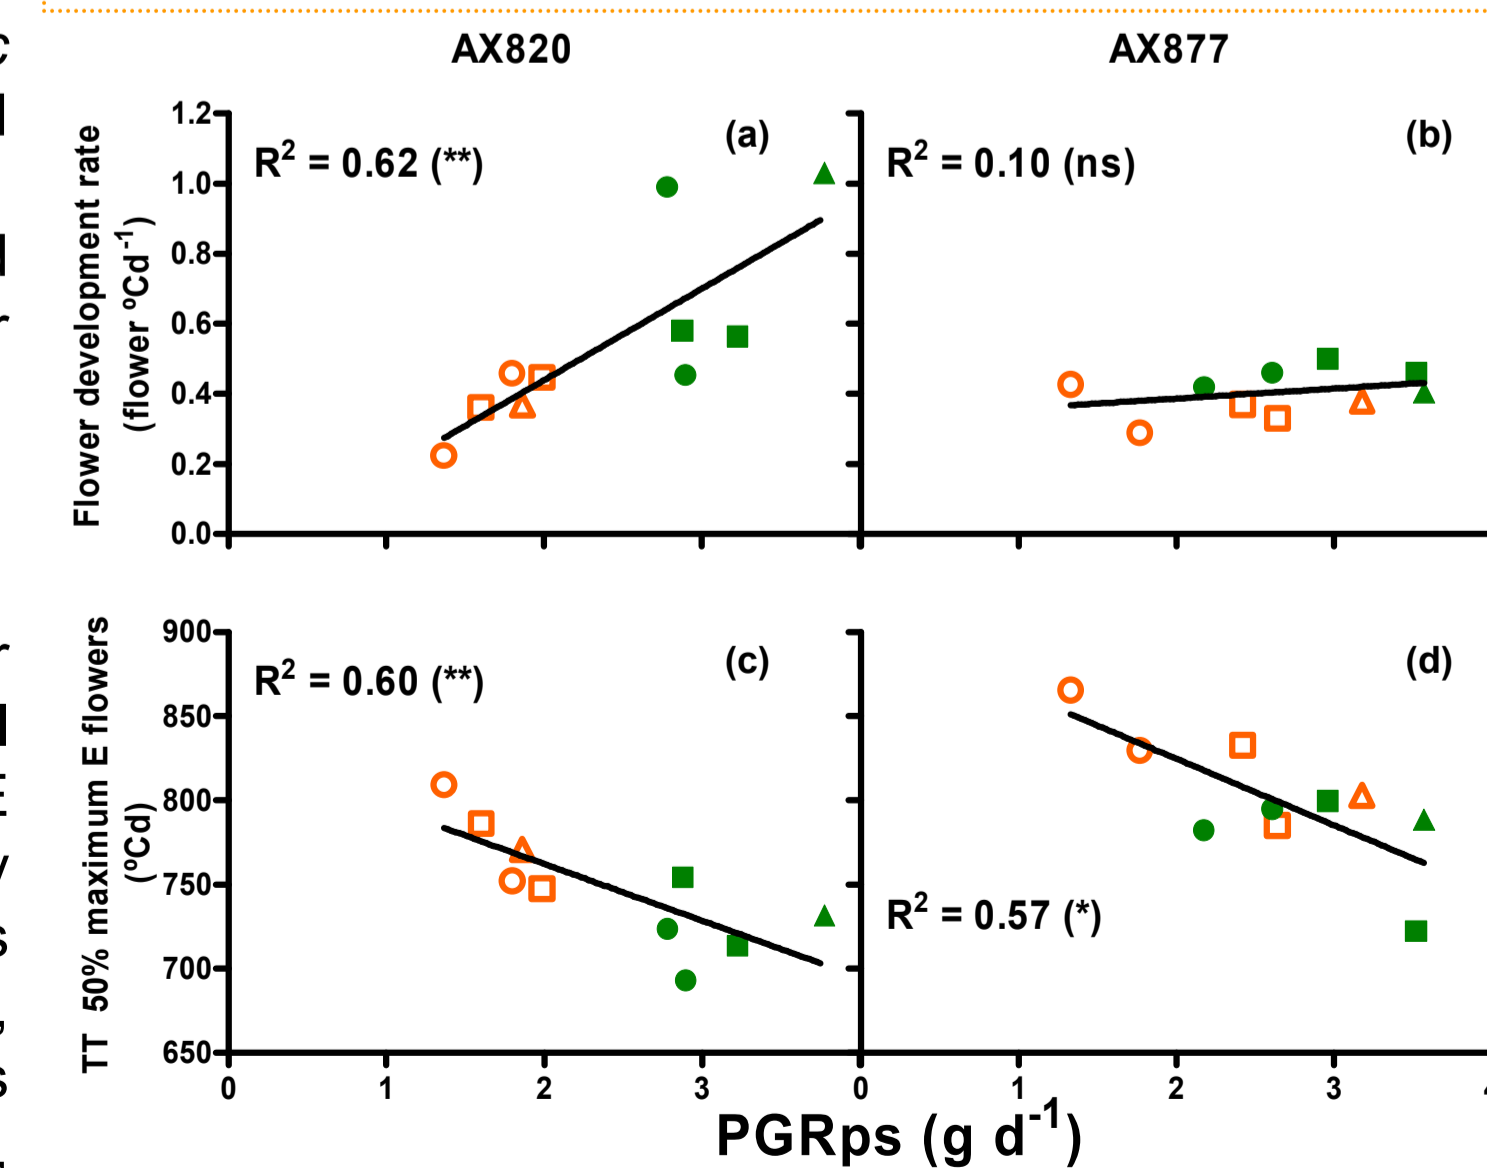 AX820
AX877
Flower development rate
(flower ºCd⁻¹)
1.2
1.0
0.8
0.6
0.4
0.2
0.0
R² = 0.62 (**)
(a)
R² = 0.10 (ns)
(b)
TT 50% maximum E flowers
(ºCd)
900
850
800
750
700
650
R² = 0.60 (**)
(c)
R² = 0.57 (*)
(d)
0 1 2 3 0 1 2 3
PGRps (g d⁻¹)